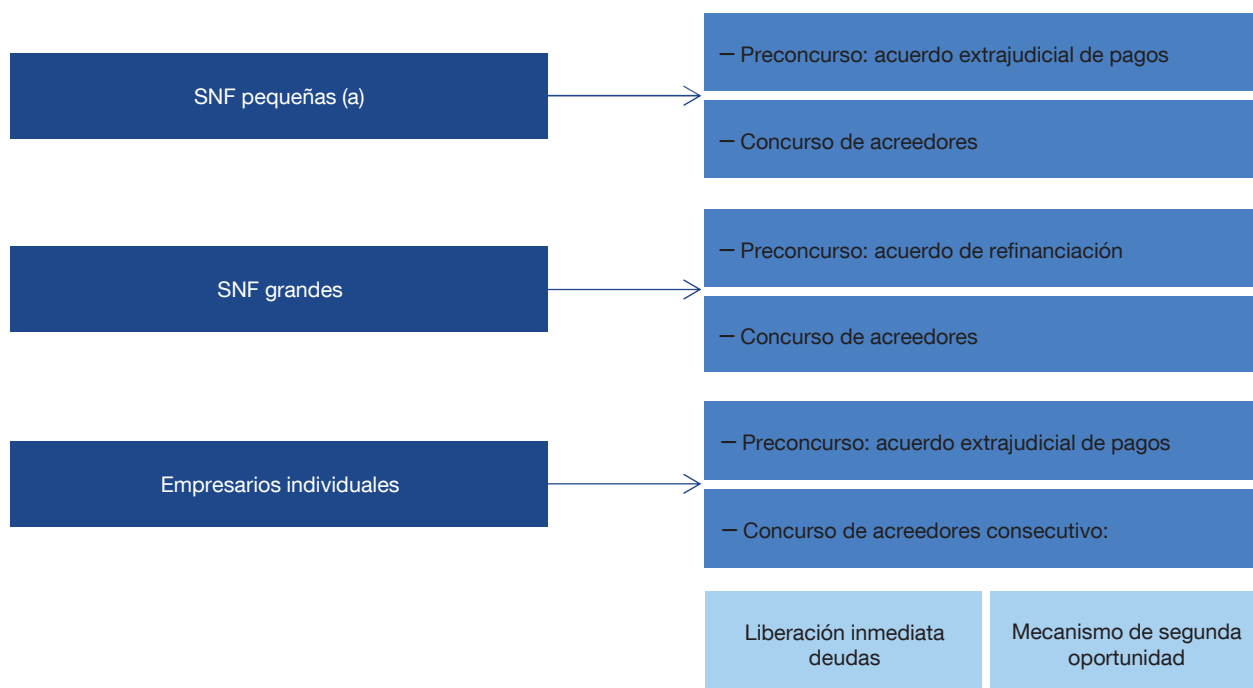 SNF pequeñas (a)
– Preconcurso: acuerdo extrajudicial de pagos
– Concurso de acreedores
SNF grandes
– Preconcurso: acuerdo de refinanciación
– Concurso de acreedores
Empresarios individuales
– Preconcurso: acuerdo extrajudicial de pagos
– Concurso de acreedores consecutivo:
Liberación inmediata
deudas
Mecanismo de segunda
oportunidad